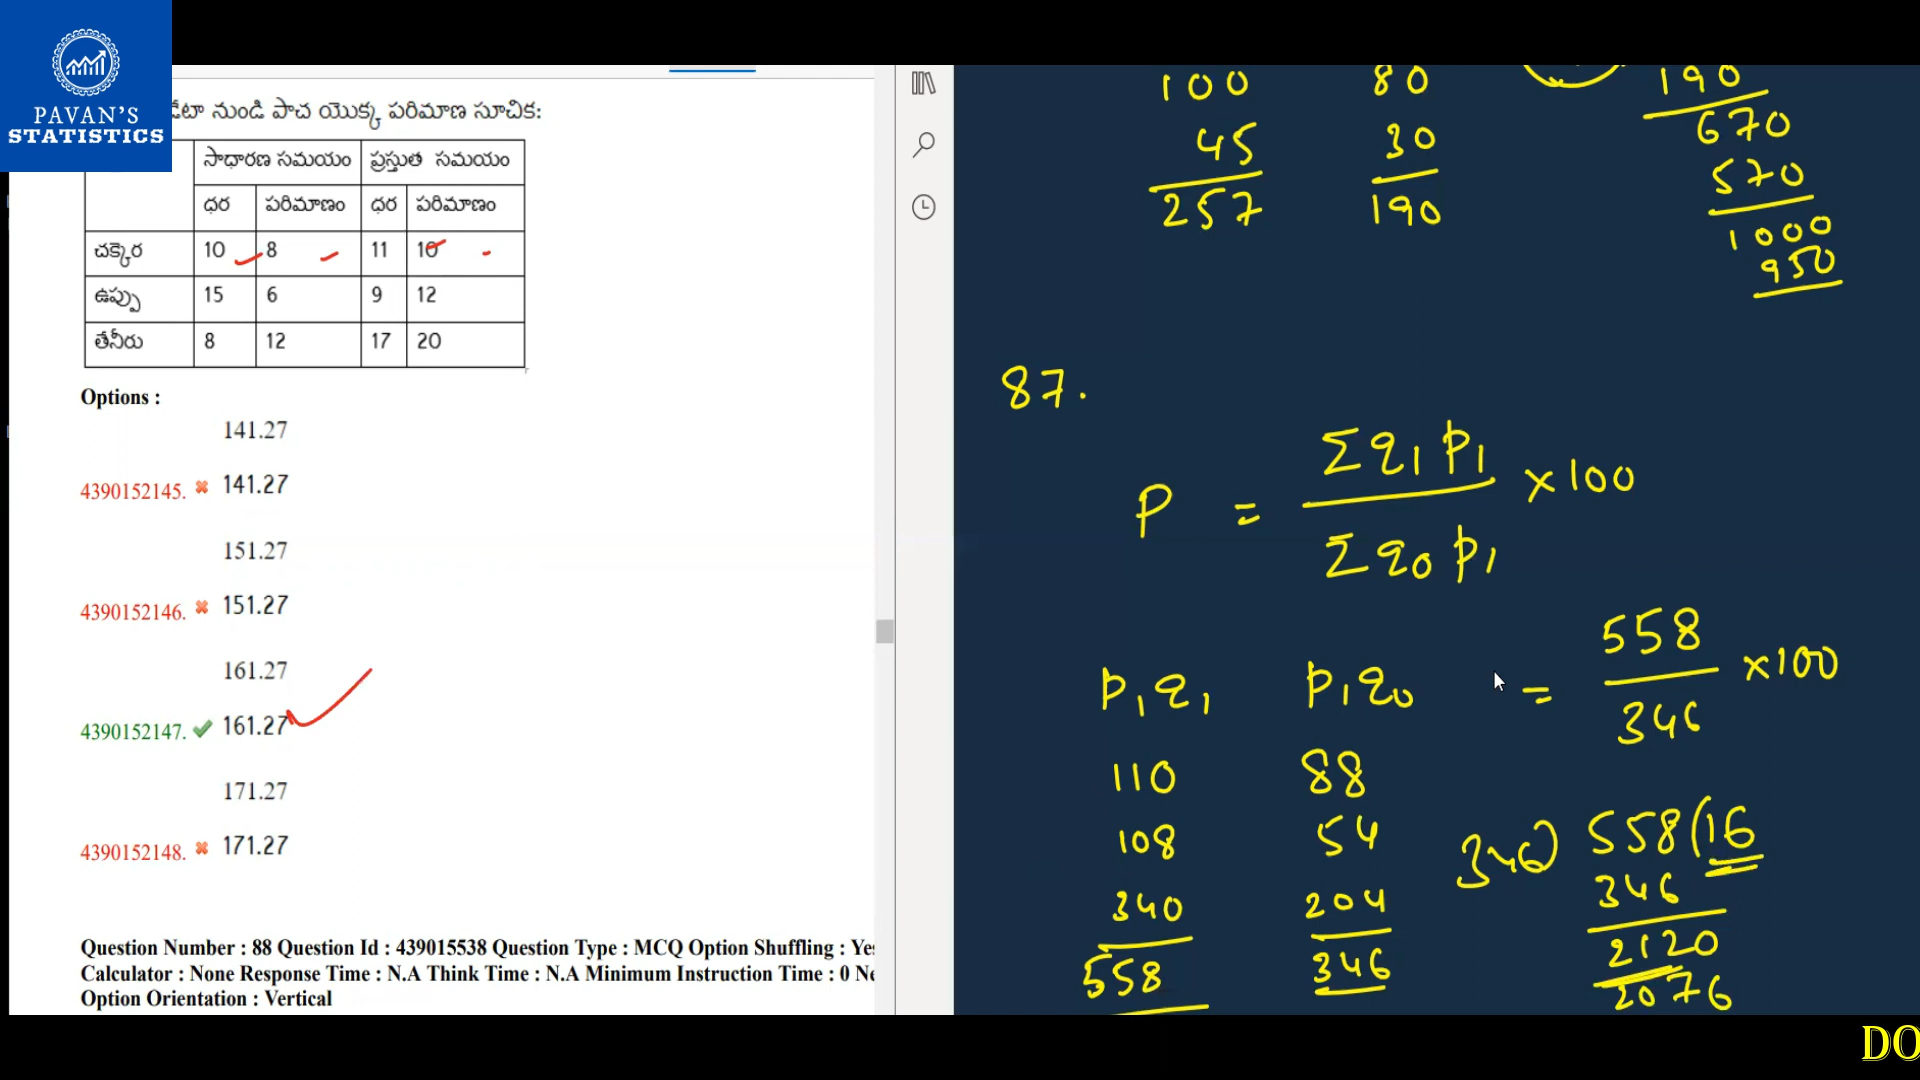 PAVAN'S
STATISTICS
డేటా నుండి పాచ యొక్క పరిమాణ సూచిక:
సాధారణ సమయం ప్రస్తుత సమయం
ధర పరిమాణం ధర పరిమాణం
చక్కెర 10 8 11 10
ఉప్పు 15 6 9 12
తేనీరు 8 12 17 20
Options :
141.27
4390152145. ✖ 141.27
151.27
4390152146. ✖ 151.27
161.27
4390152147. ✔ 161.27
171.27
4390152148. ✖ 171.27
Question Number : 88 Question Id : 439015538 Question Type : MCQ Option Shuffling : Yes
Calculator : None Response Time : N.A Think Time : N.A Minimum Instruction Time : 0 Ne
Option Orientation : Vertical
100 80
45 30
257 190
190
670
570
1000
950
87.
P = Σq₁p₁ / Σq₀p₁ ×100
= 558 / 346 ×100
p₁q₁ p₁q₀
110 88
108 54
340 204
558 346
346) 558 (16
346
2120
2076
DO